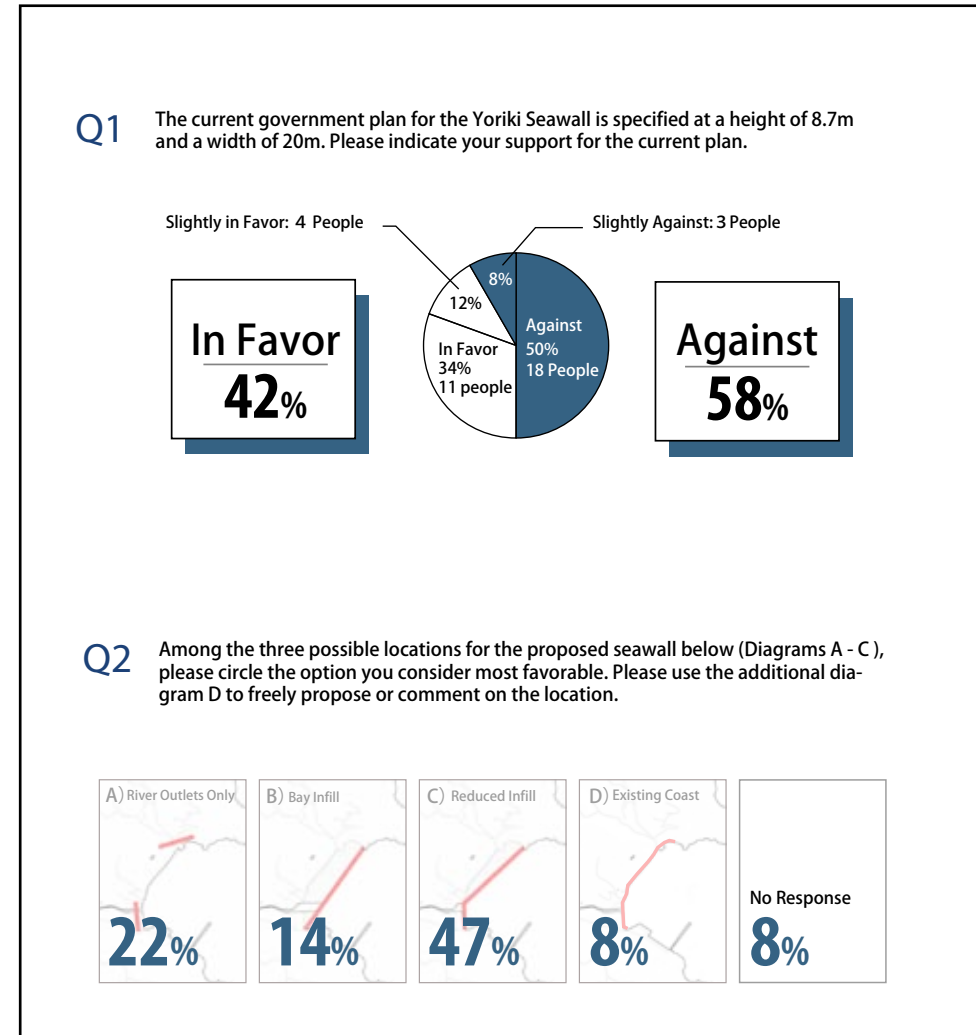 Q1
The current government plan for the Yoriki Seawall is specified at a height of 8.7m
and a width of 20m. Please indicate your support for the current plan.
Slightly in Favor: 4 People
Slightly Against: 3 People
In Favor
42%
8%
12%
Against
50%
18 People
In Favor
34%
11 people
Against
58%
Q2
Among the three possible locations for the proposed seawall below (Diagrams A - C ),
please circle the option you consider most favorable. Please use the additional dia-
gram D to freely propose or comment on the location.
A) River Outlets Only
22%
B) Bay Infill
14%
C) Reduced Infill
47%
D) Existing Coast
8%
No Response
8%